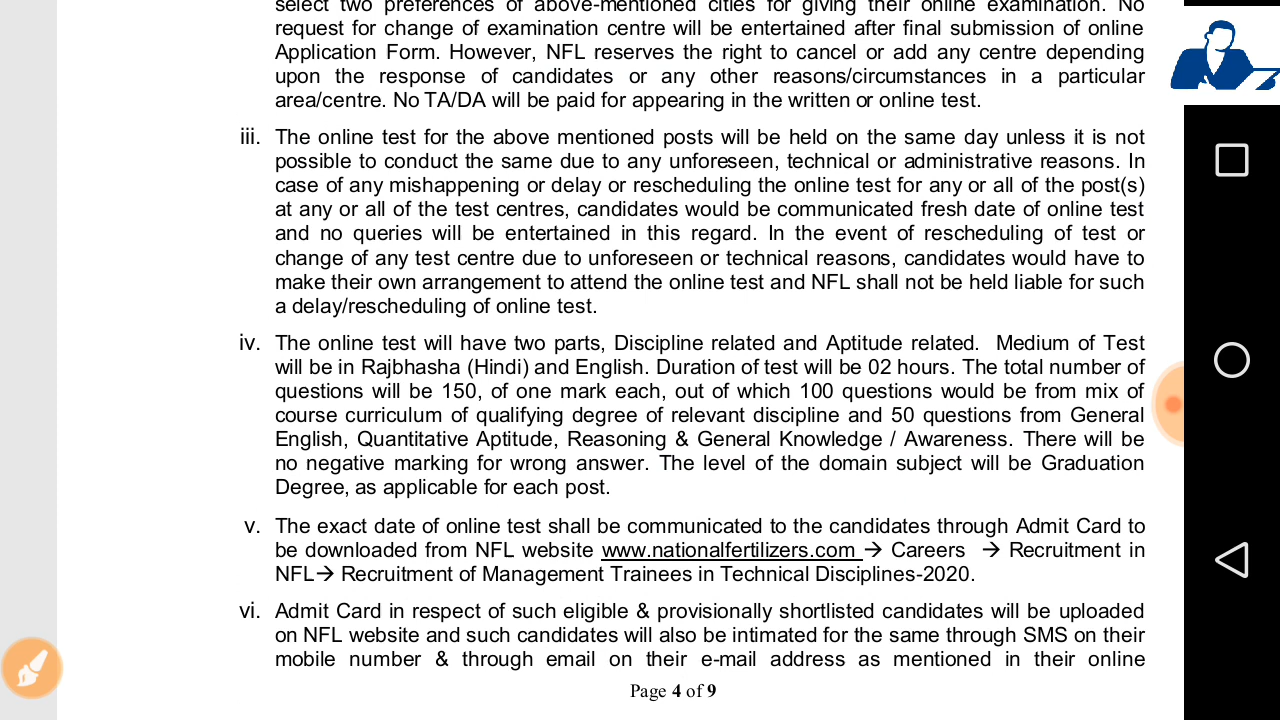 select two preferences of above-mentioned cities for giving their online examination. No
request for change of examination centre will be entertained after final submission of online
Application Form. However, NFL reserves the right to cancel or add any centre depending
upon the response of candidates or any other reasons/circumstances in a particular
area/centre. No TA/DA will be paid for appearing in the written or online test.
iii. The online test for the above mentioned posts will be held on the same day unless it is not
possible to conduct the same due to any unforeseen, technical or administrative reasons. In
case of any mishappening or delay or rescheduling the online test for any or all of the post(s)
at any or all of the test centres, candidates would be communicated fresh date of online test
and no queries will be entertained in this regard. In the event of rescheduling of test or
change of any test centre due to unforeseen or technical reasons, candidates would have to
make their own arrangement to attend the online test and NFL shall not be held liable for such
a delay/rescheduling of online test.
iv. The online test will have two parts, Discipline related and Aptitude related. Medium of Test
will be in Rajbhasha (Hindi) and English. Duration of test will be 02 hours. The total number of
questions will be 150, of one mark each, out of which 100 questions would be from mix of
course curriculum of qualifying degree of relevant discipline and 50 questions from General
English, Quantitative Aptitude, Reasoning & General Knowledge / Awareness. There will be
no negative marking for wrong answer. The level of the domain subject will be Graduation
Degree, as applicable for each post.
v. The exact date of online test shall be communicated to the candidates through Admit Card to
be downloaded from NFL website www.nationalfertilizers.com → Careers → Recruitment in
NFL→ Recruitment of Management Trainees in Technical Disciplines-2020.
vi. Admit Card in respect of such eligible & provisionally shortlisted candidates will be uploaded
on NFL website and such candidates will also be intimated for the same through SMS on their
mobile number & through email on their e-mail address as mentioned in their online
Page 4 of 9